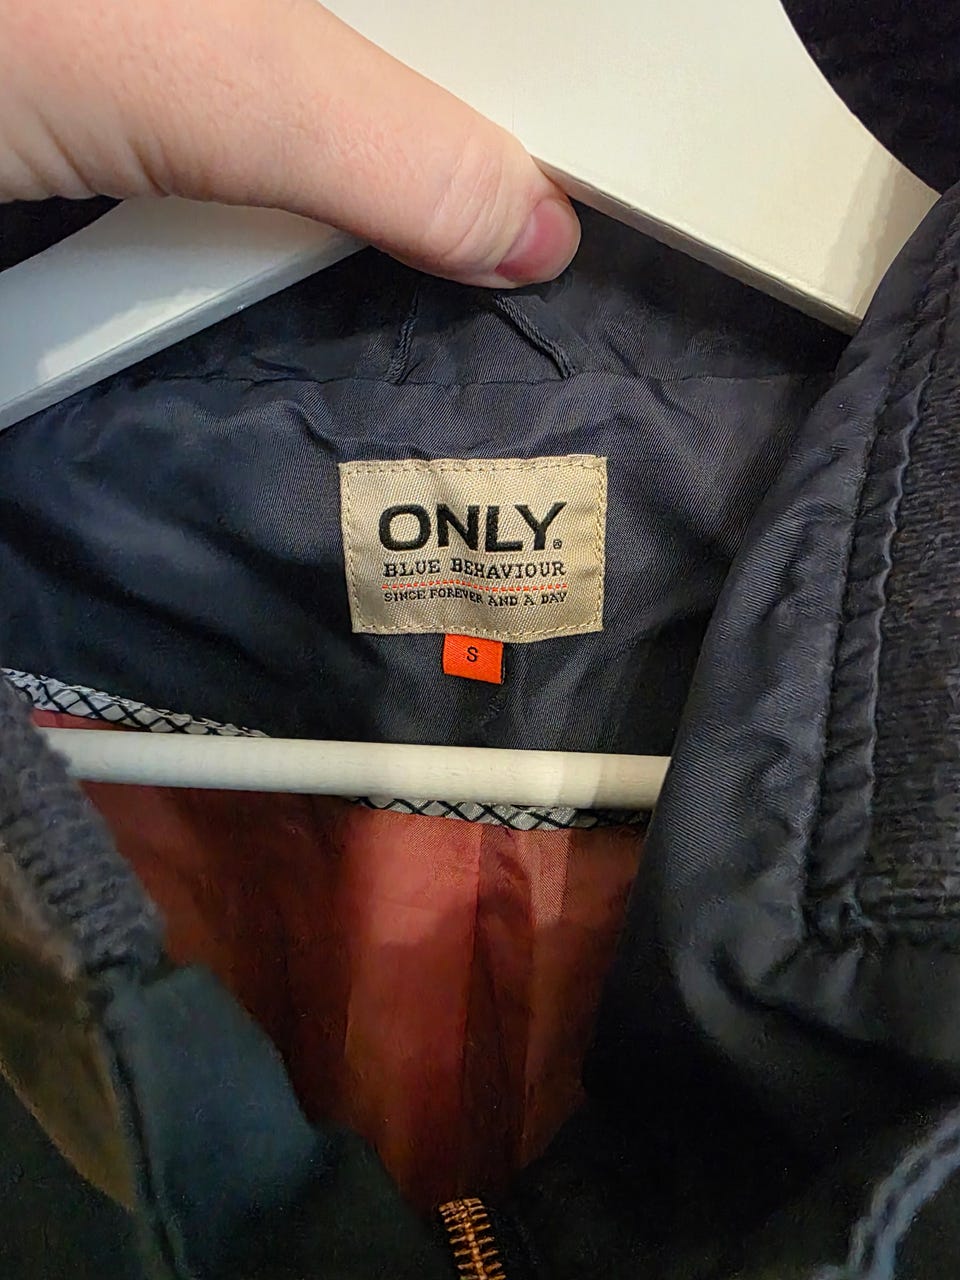 ONLY®
BLUE BEHAVIOUR
SINCE FOREVER AND A DAY
S